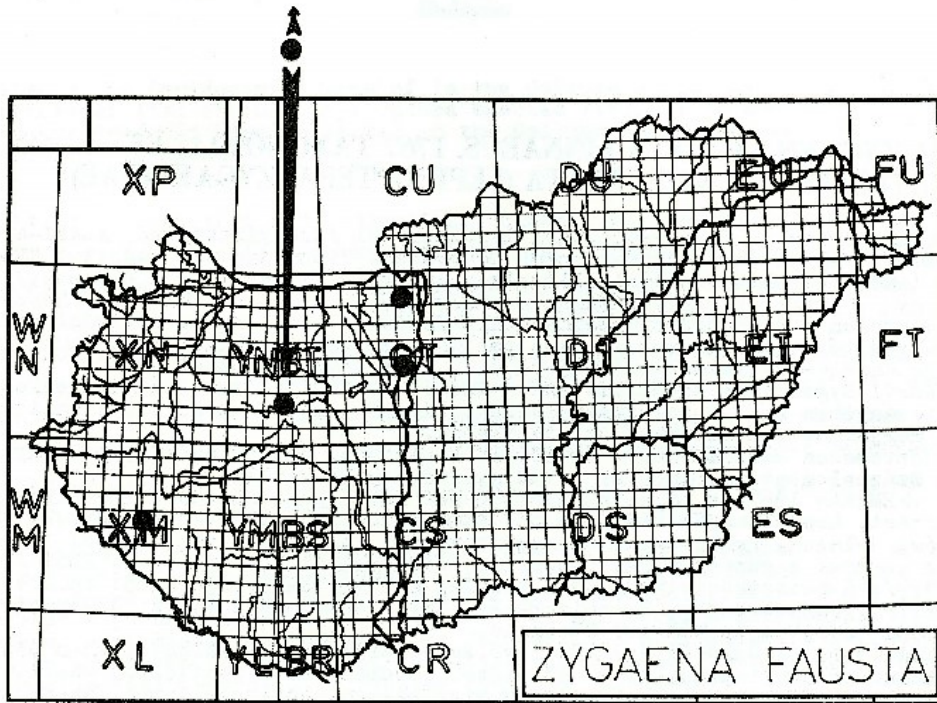 XP CU DU EU FU
WN XN YNBT CT DT ET FT
WM XM YMBS CS DS ES
XL YLBR CR
ZYGAENA FAUSTA